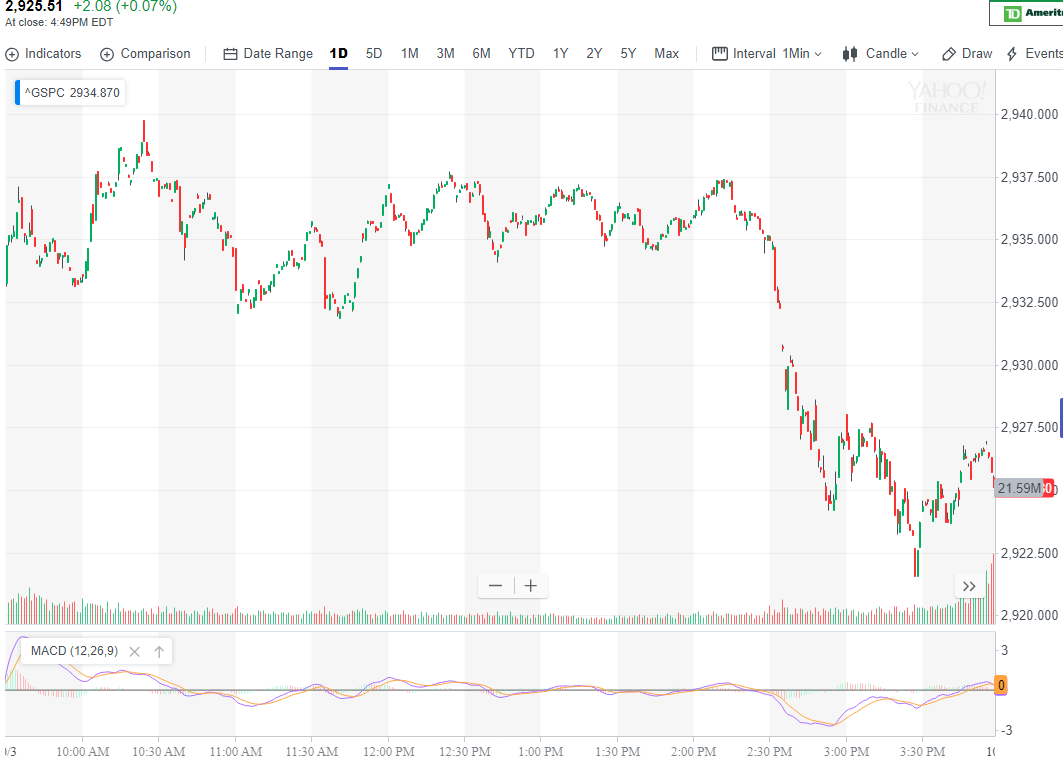 2,925.51 +2.08 (+0.07%)
At close: 4:49PM EDT
TD Ameritr
Indicators Comparison Date Range 1D 5D 1M 3M 6M YTD 1Y 2Y 5Y Max Interval 1Min Candle Draw Events
^GSPC 2934.870
YAHOO!
FINANCE
2,940.000
2,937.500
2,935.000
2,932.500
2,930.000
2,927.500
21.59M
2,922.500
2,920.000
MACD (12,26,9)
3
0
-3
0/3 10:00 AM 10:30 AM 11:00 AM 11:30 AM 12:00 PM 12:30 PM 1:00 PM 1:30 PM 2:00 PM 2:30 PM 3:00 PM 3:30 PM 10